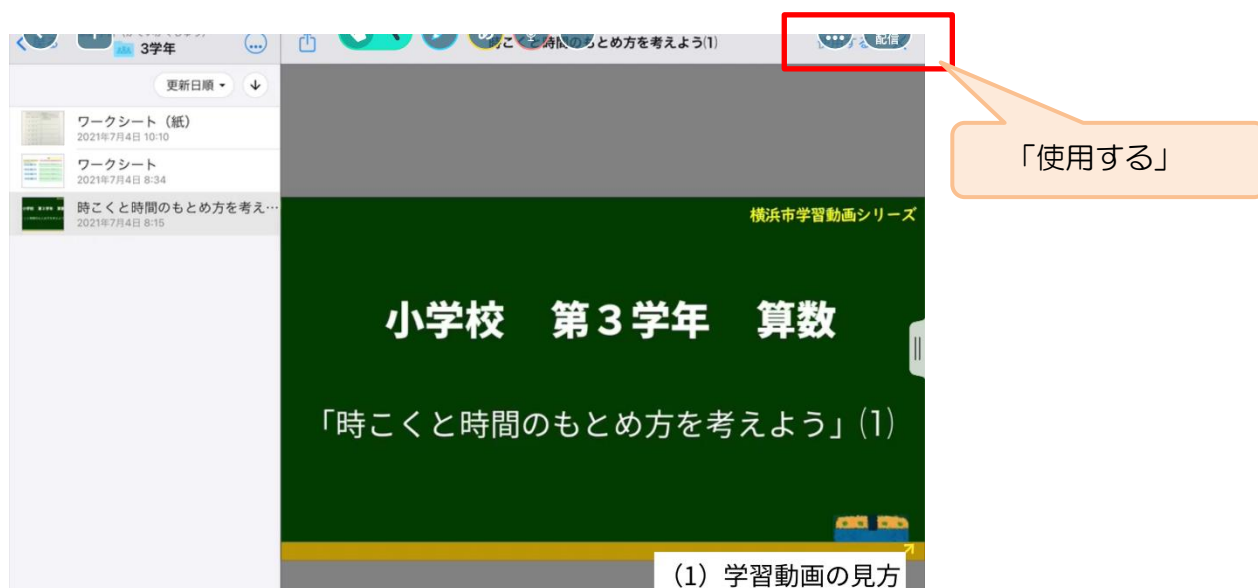 3学年
時こくと時間のもとめ方を考えよう(1)
配信
更新日順
ワークシート（紙）
2021年7月4日 10:10
ワークシート
2021年7月4日 8:34
時こくと時間のもとめ方を考え…
2021年7月4日 8:15
「使用する」
横浜市学習動画シリーズ
小学校　第３学年　算数
「時こくと時間のもとめ方を考えよう」(1)
（1）学習動画の見方